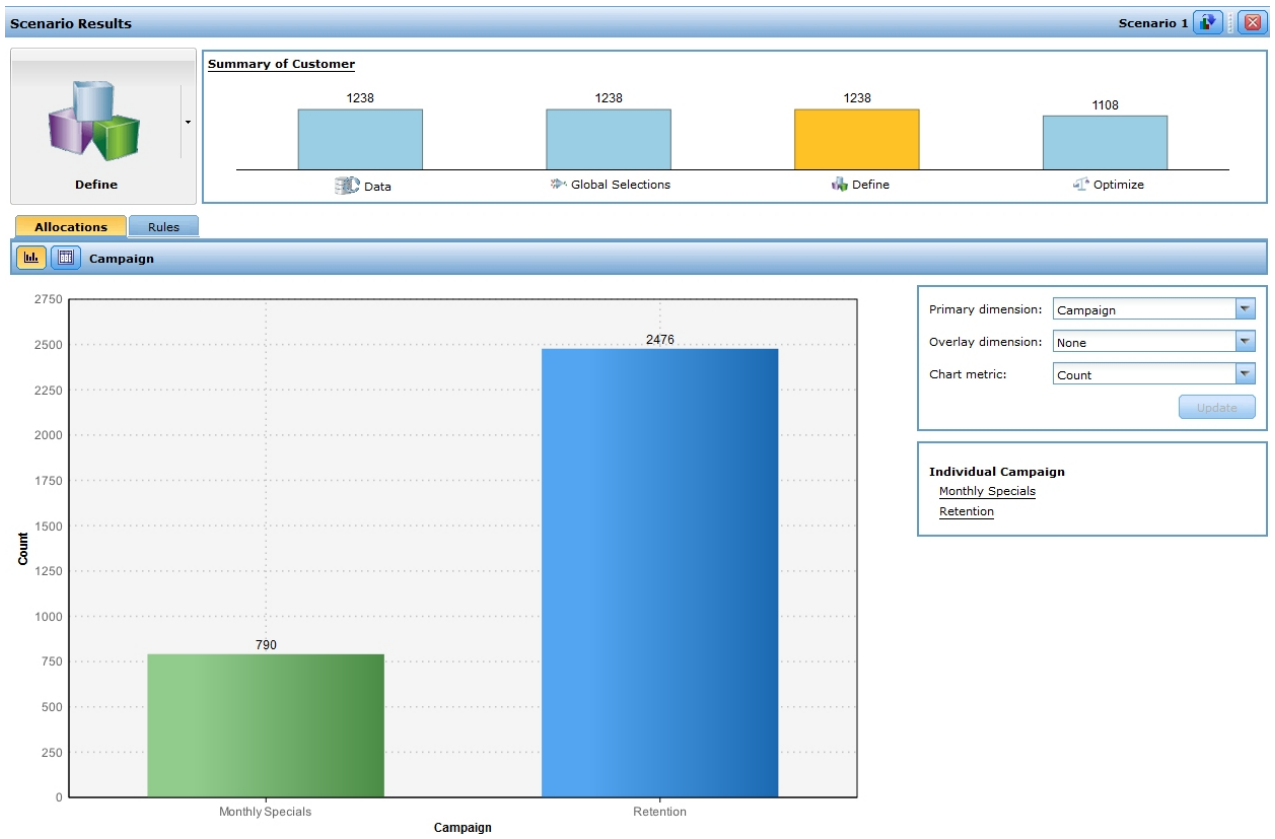 Scenario Results
Scenario 1
Define
Summary of Customer
1238 1238 1238 1108
Data Global Selections Define Optimize
Allocations Rules
Campaign
2750
2500
2250
2000
1750
1500
1250
1000
750
500
250
0
Count
790
2476
Monthly Specials Retention
Campaign
Primary dimension: Campaign
Overlay dimension: None
Chart metric: Count
Update
Individual Campaign
Monthly Specials
Retention